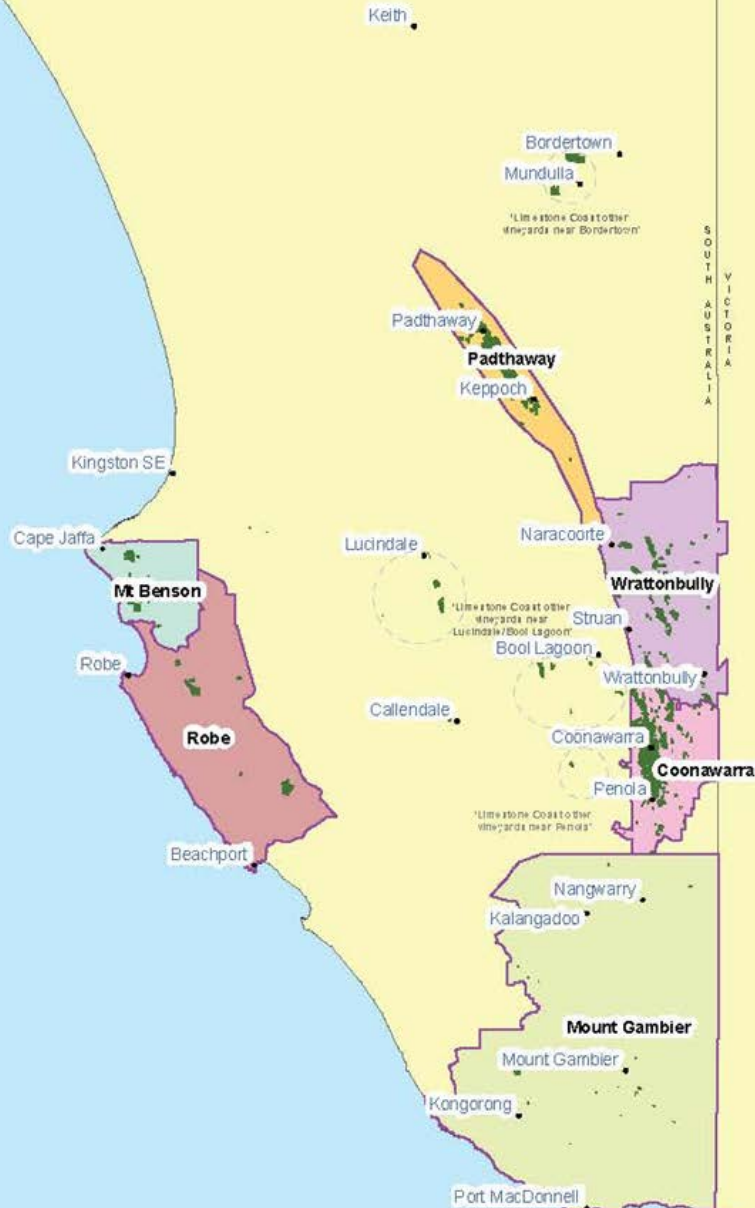 Keith
Bordertown
Mundulla
'Limestone Coast other
vineyards near Bordertown'
SOUTH AUSTRALIA
VICTORIA
Padthaway
Padthaway
Keppoch
Kingston SE
Cape Jaffa
Lucindale
Naracoorte
Mt Benson
Wrattonbully
'Limestone Coast other
vineyards near
Lucindale/Bool Lagoon'
Struan
Bool Lagoon
Robe
Wrattonbully
Callendale
Robe
Coonawarra
Coonawarra
Penola
'Limestone Coast other
vineyards near Penola'
Beachport
Nangwarry
Kalangadoo
Mount Gambier
Mount Gambier
Kongorong
Port MacDonnell